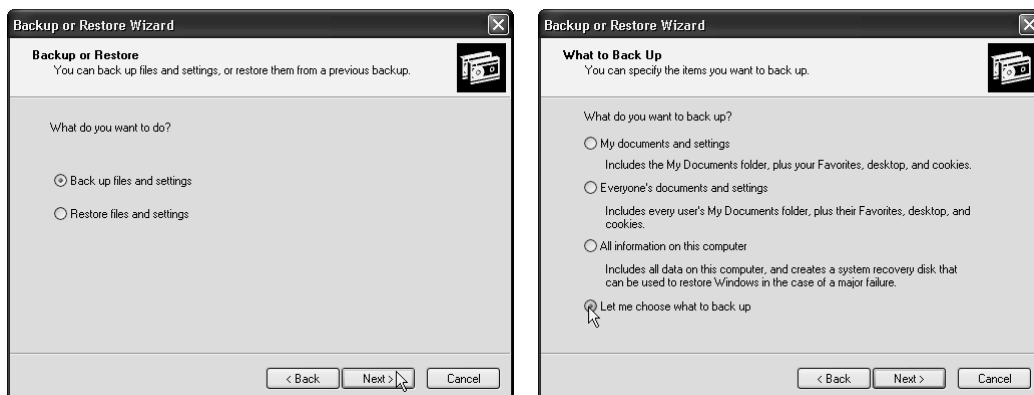 Backup or Restore Wizard
Backup or Restore
You can back up files and settings, or restore them from a previous backup.
What do you want to do?
Back up files and settings
Restore files and settings
< Back
Next >
Cancel
Backup or Restore Wizard
What to Back Up
You can specify the items you want to back up.
What do you want to back up?
My documents and settings
Includes the My Documents folder, plus your Favorites, desktop, and cookies.
Everyone's documents and settings
Includes every user's My Documents folder, plus their Favorites, desktop, and
cookies.
All information on this computer
Includes all data on this computer, and creates a system recovery disk that
can be used to restore Windows in the case of a major failure.
Let me choose what to back up
< Back
Next >
Cancel